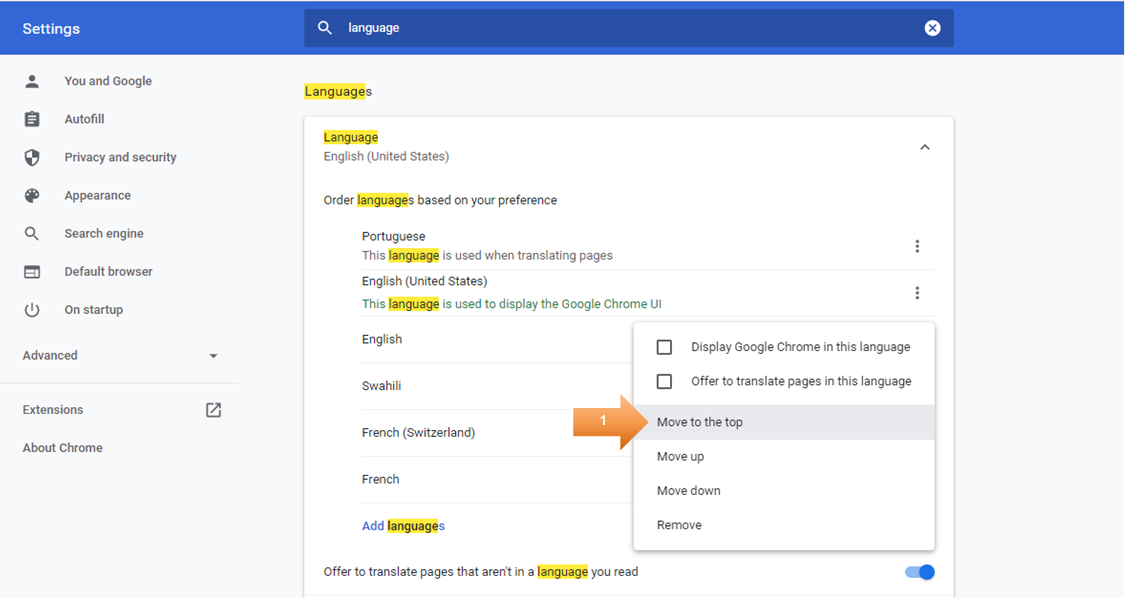 Settings
language
You and Google
Autofill
Privacy and security
Appearance
Search engine
Default browser
On startup
Advanced
Extensions
About Chrome
Languages
Language
English (United States)
Order languages based on your preference
Portuguese
This language is used when translating pages
English (United States)
This language is used to display the Google Chrome UI
English
Swahili
French (Switzerland)
French
Add languages
Display Google Chrome in this language
Offer to translate pages in this language
1
Move to the top
Move up
Move down
Remove
Offer to translate pages that aren't in a language you read